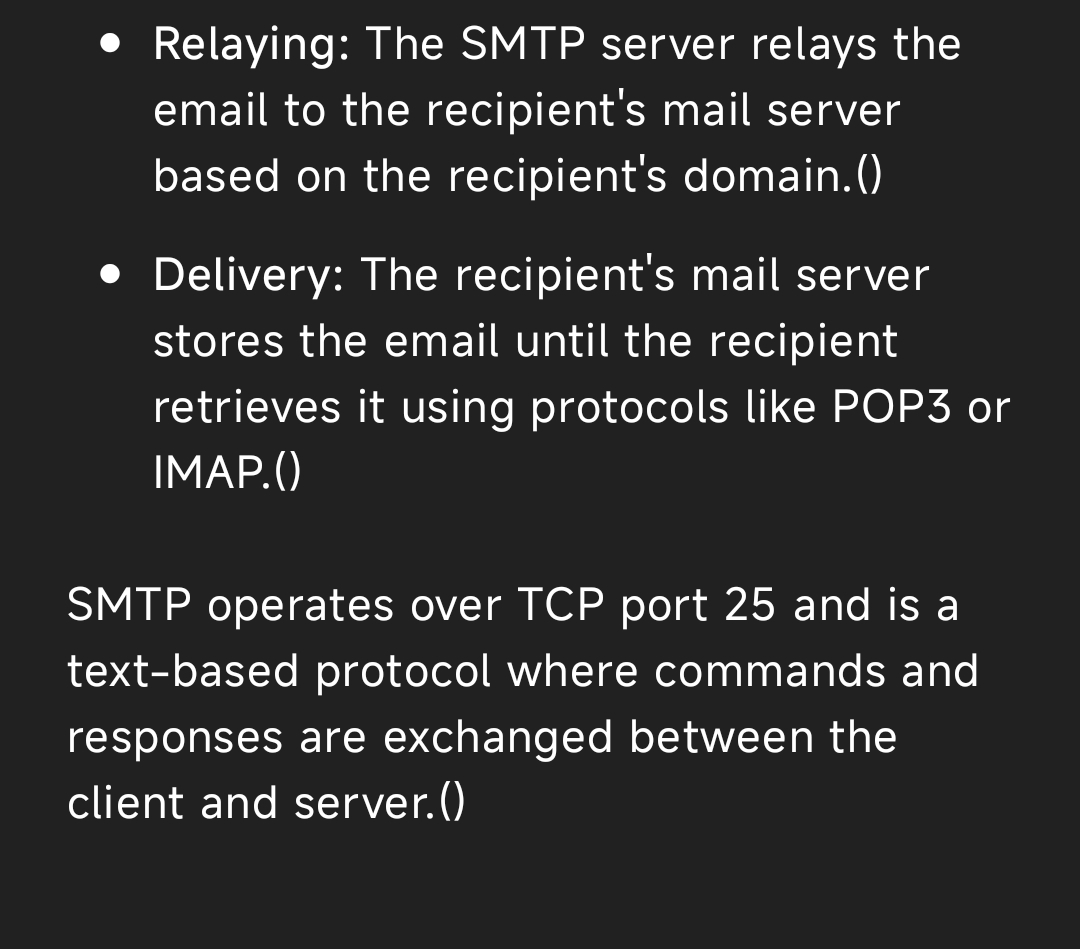 • Relaying: The SMTP server relays the
email to the recipient's mail server
based on the recipient's domain.()
• Delivery: The recipient's mail server
stores the email until the recipient
retrieves it using protocols like POP3 or
IMAP.()
SMTP operates over TCP port 25 and is a
text-based protocol where commands and
responses are exchanged between the
client and server.()